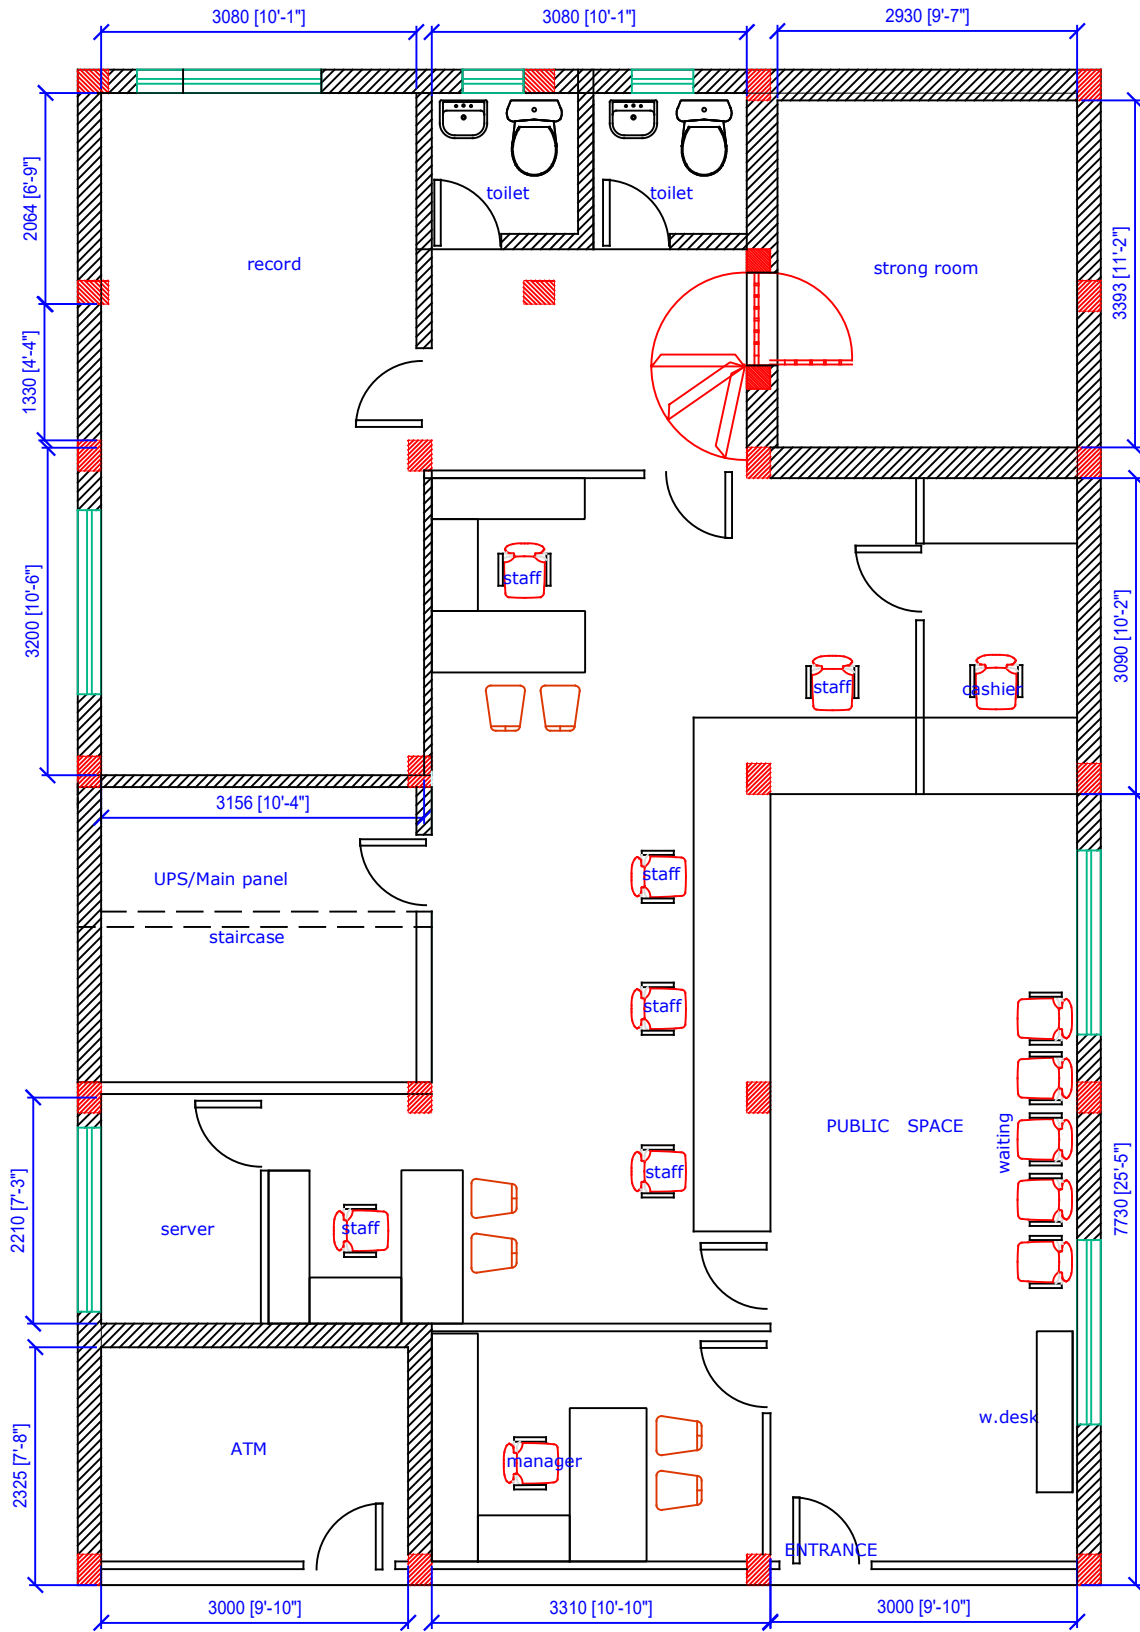 3080 [10'-1"]
3080 [10'-1"]
2930 [9'-7"]
2064 [6'-9"]
toilet
toilet
record
strong room
3393 [11'-2"]
1330 [4'-4"]
3200 [10'-6"]
staff
3090 [10'-2"]
staff
cashier
3156 [10'-4"]
UPS/Main panel
staff
staircase
staff
PUBLIC SPACE
waiting
staff
7730 [25'-5"]
2210 [7'-3"]
server
staff
w.desk
2325 [7'-8"]
ATM
manager
ENTRANCE
3000 [9'-10"]
3310 [10'-10"]
3000 [9'-10"]